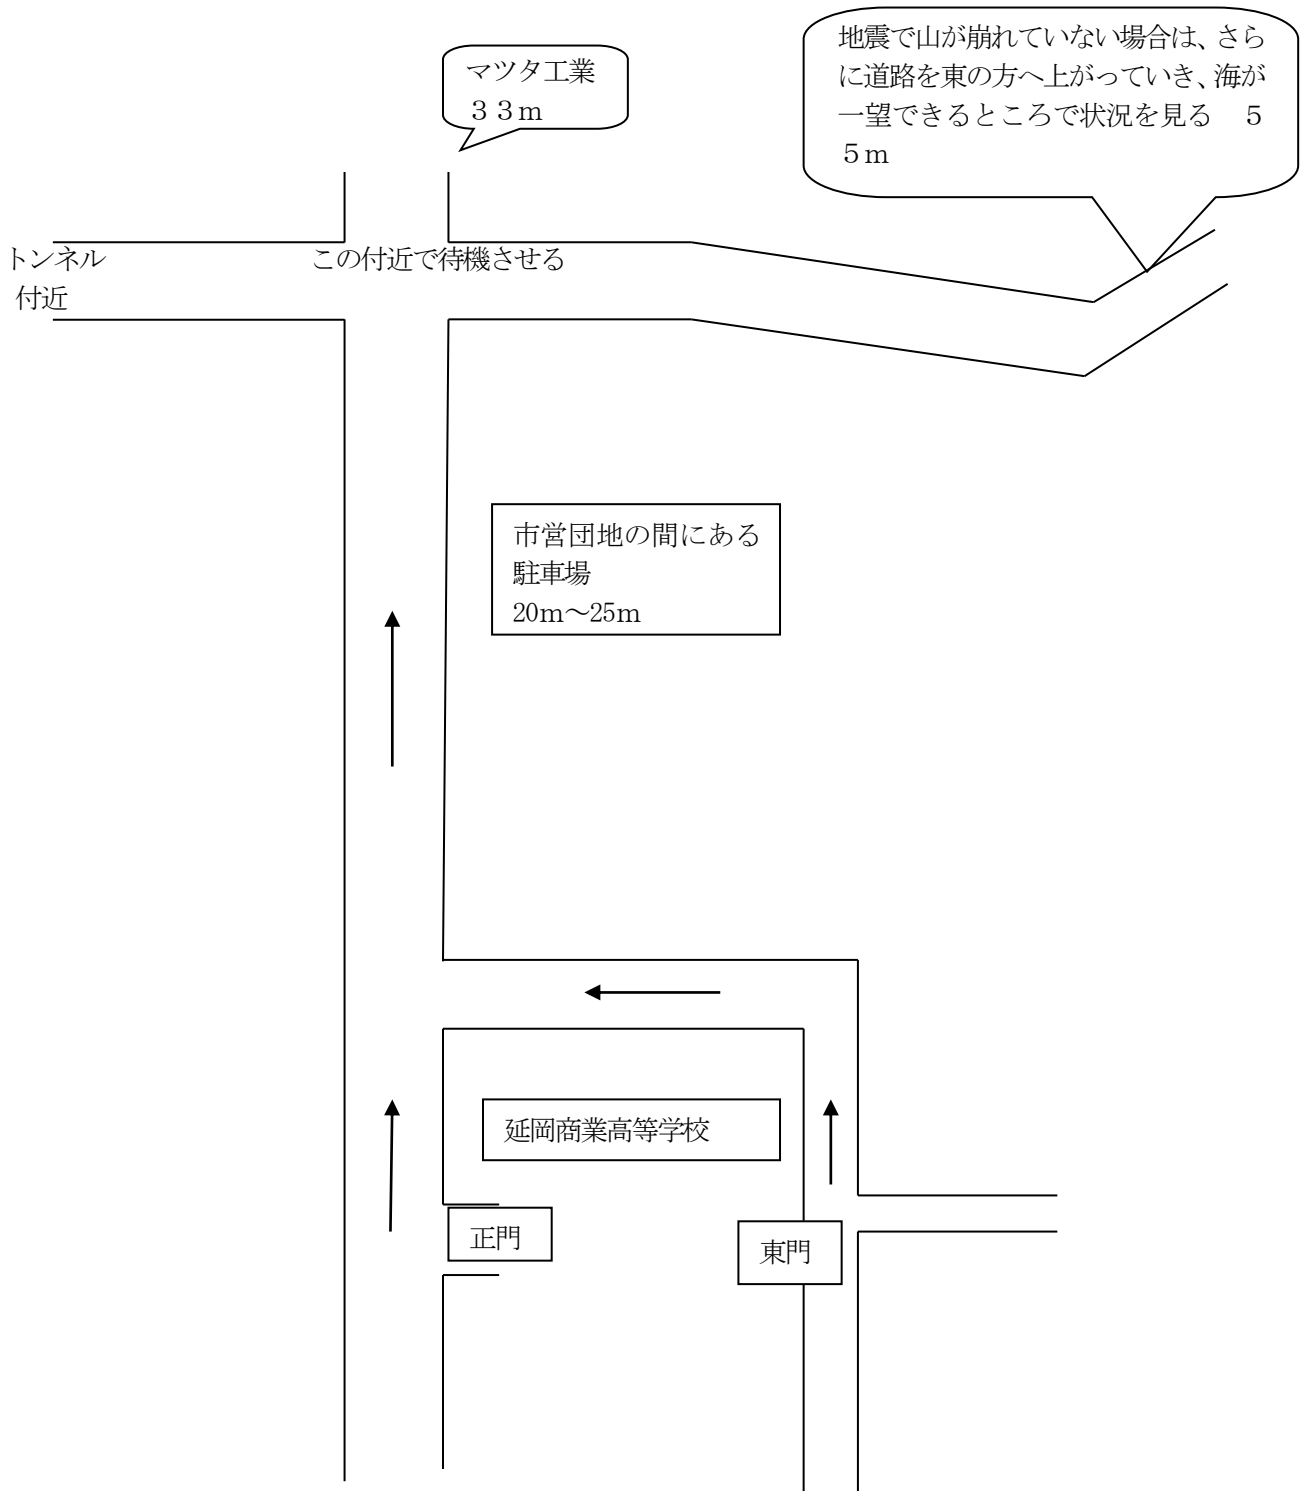 マツタ工業
３３ｍ
地震で山が崩れていない場合は、さら
に道路を東の方へ上がっていき、海が
一望できるところで状況を見る　５
５ｍ
トンネル
付近
この付近で待機させる
市営団地の間にある
駐車場
20ｍ～25ｍ
延岡商業高等学校
正門
東門